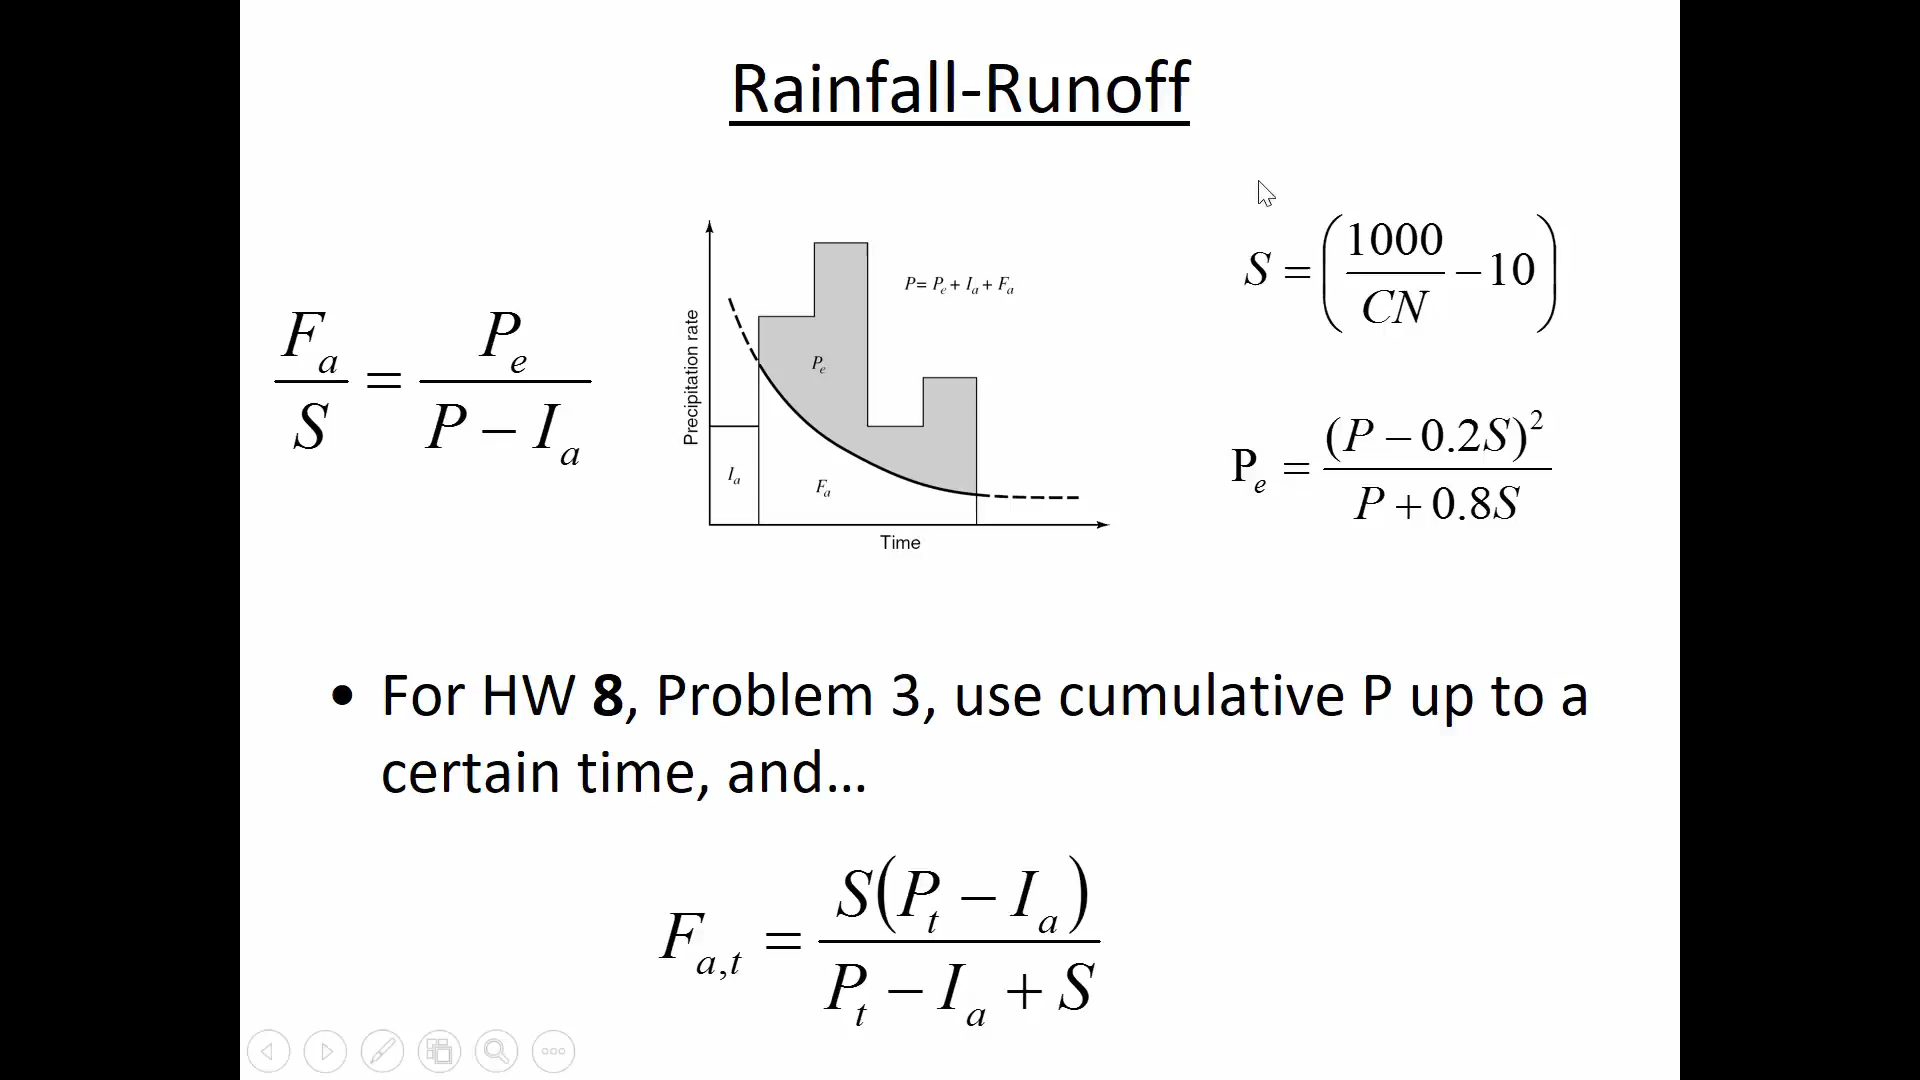 Rainfall-Runoff
F_a / S = P_e / (P − I_a)
Precipitation rate
P = P_e + I_a + F_a
P_e
I_a
F_a
Time
S = (1000 / CN − 10)
P_e = (P − 0.2S)² / (P + 0.8S)
• For HW 8, Problem 3, use cumulative P up to a
certain time, and…
F_{a,t} = S(P_t − I_a) / (P_t − I_a + S)